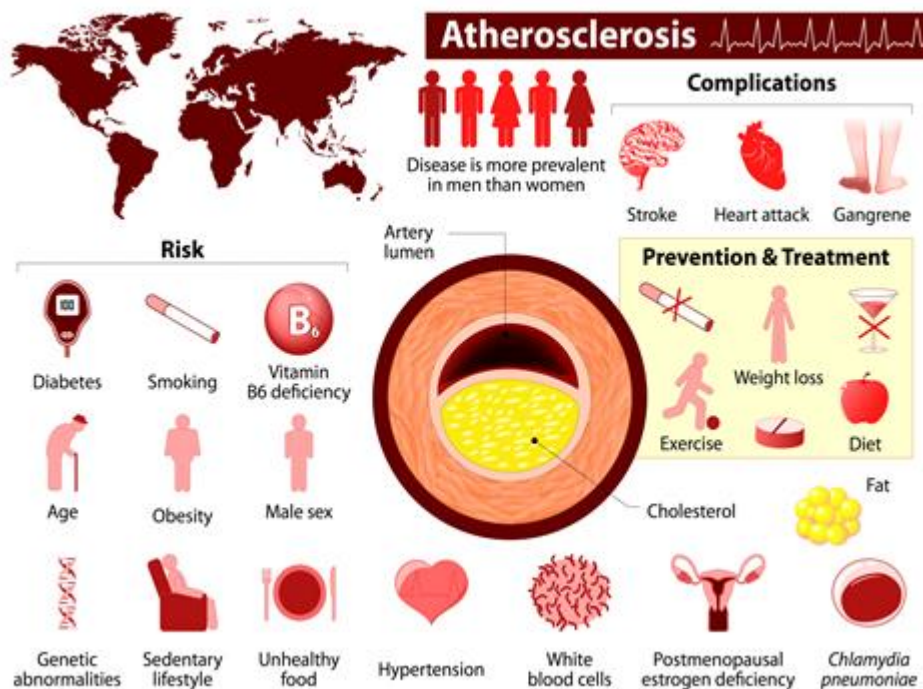 Atherosclerosis
Disease is more prevalent
in men than women
Complications
Stroke
Heart attack
Gangrene
Risk
100
Diabetes
Smoking
B6
Vitamin
B6 deficiency
Age
Obesity
Male sex
Artery
lumen
Cholesterol
Prevention & Treatment
Weight loss
Exercise
Diet
Fat
Genetic
abnormalities
Sedentary
lifestyle
Unhealthy
food
Hypertension
White
blood cells
Postmenopausal
estrogen deficiency
Chlamydia
pneumoniae